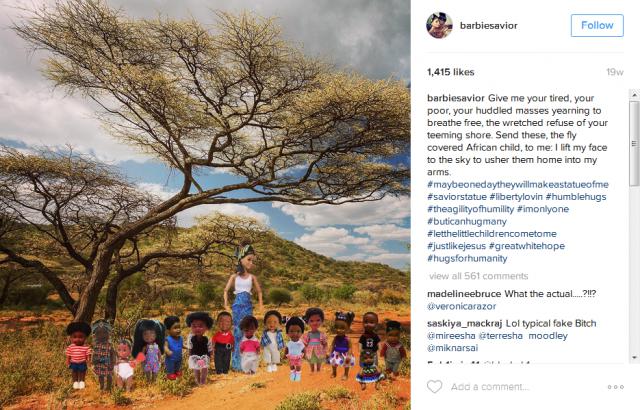 barbiesavior
Follow
1,415 likes
19w
barbiesavior Give me your tired, your
poor, your huddled masses yearning to
breathe free, the wretched refuse of your
teeming shore. Send these, the fly
covered African child, to me: I lift my face
to the sky to usher them home into my
arms.
#maybeonedaytheywillmakeastatueofme
#saviorstatue #libertylovin #humblehugs
#theagilityofhumility #imonlyone
#buticanhugmany
#letthelittlechildrencometome
#justlikejesus #greatwhitehope
#hugsforhumanity
view all 561 comments
madelineebruce What the actual.....?!!?
@veronicarazor
saskiya_mackraj Lol typical fake Bitch
@mireesha @terresha moodley
@miknarsai
Add a comment...